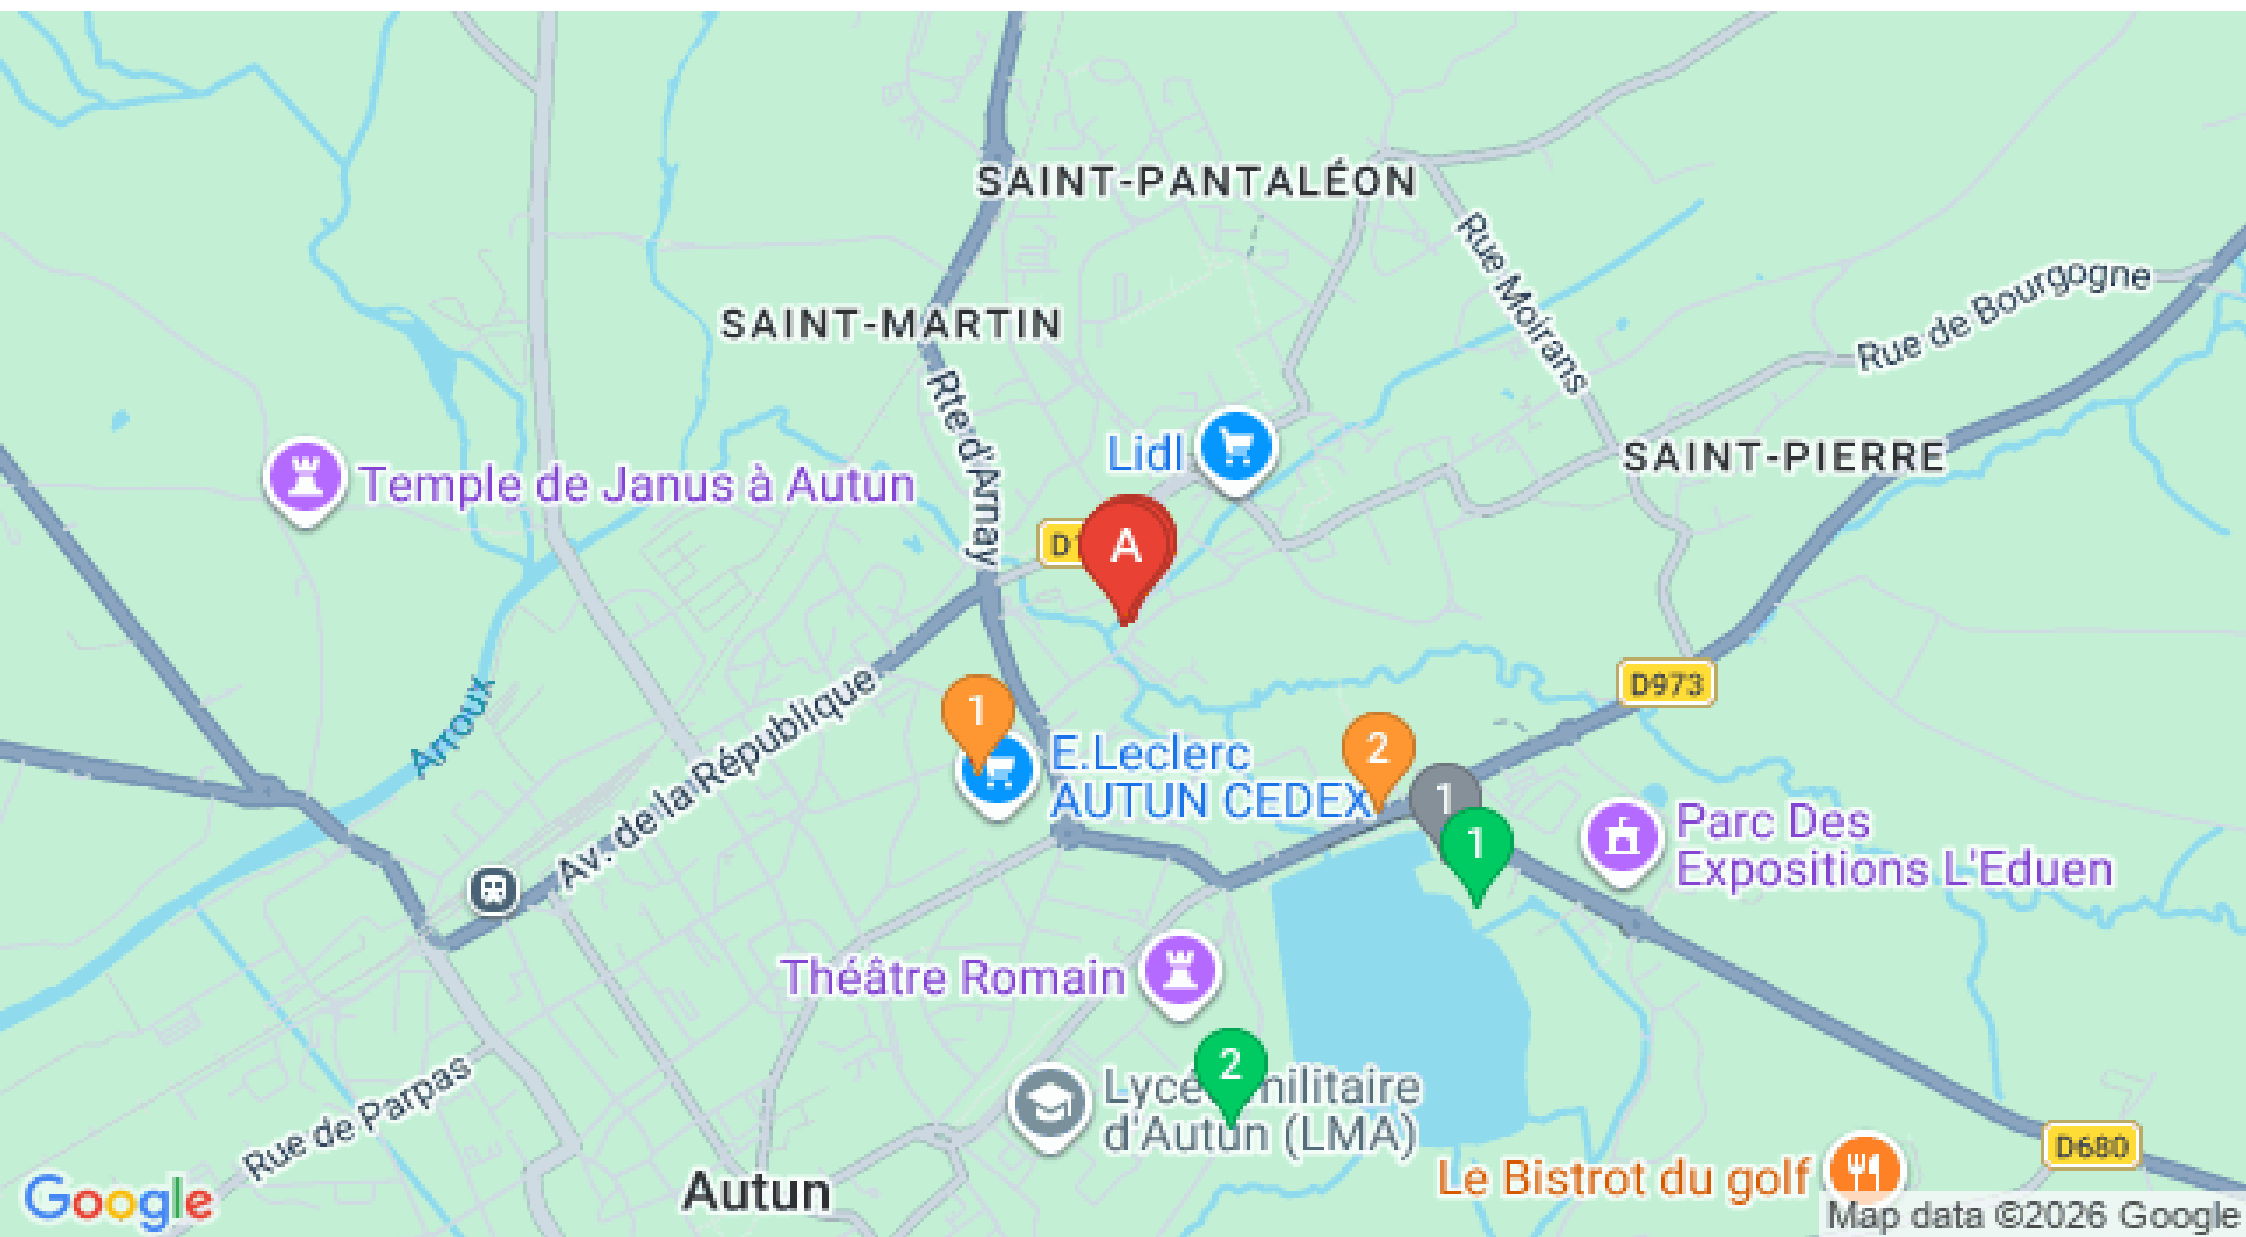 SAINT-PANTALÉON
Rue Moirans
Rue de Bourgogne
SAINT-MARTIN
Rte d'Arnay
Lidl
SAINT-PIERRE
Temple de Janus à Autun
A
D973
Arroux
Av. de la République
1
2
E.Leclerc
AUTUN CEDEX
1
1
Parc Des
Expositions L'Eduen
Théâtre Romain
2
Lycée militaire
d'Autun (LMA)
Rue de Parpas
D680
Autun
Le Bistrot du golf
Google
Map data ©2026 Google